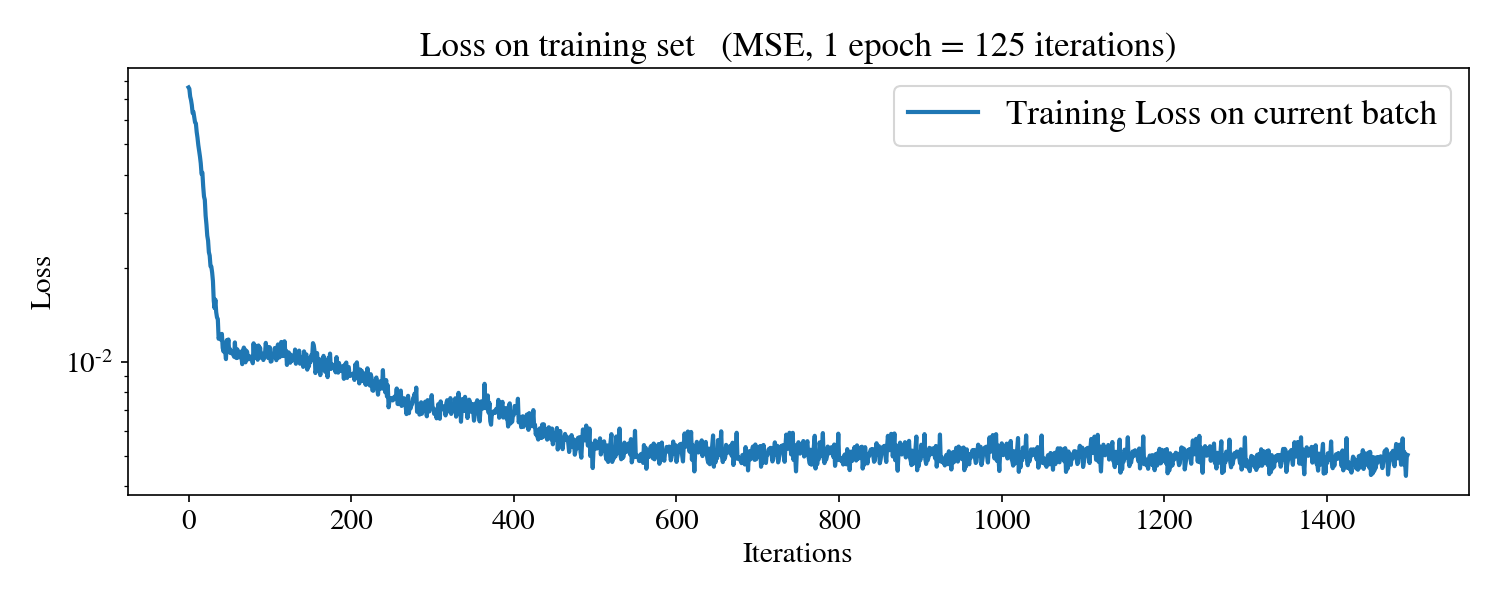 Loss on training set   (MSE, 1 epoch = 125 iterations)
Training Loss on current batch
Loss
10⁻²
0 200 400 600 800 1000 1200 1400
Iterations